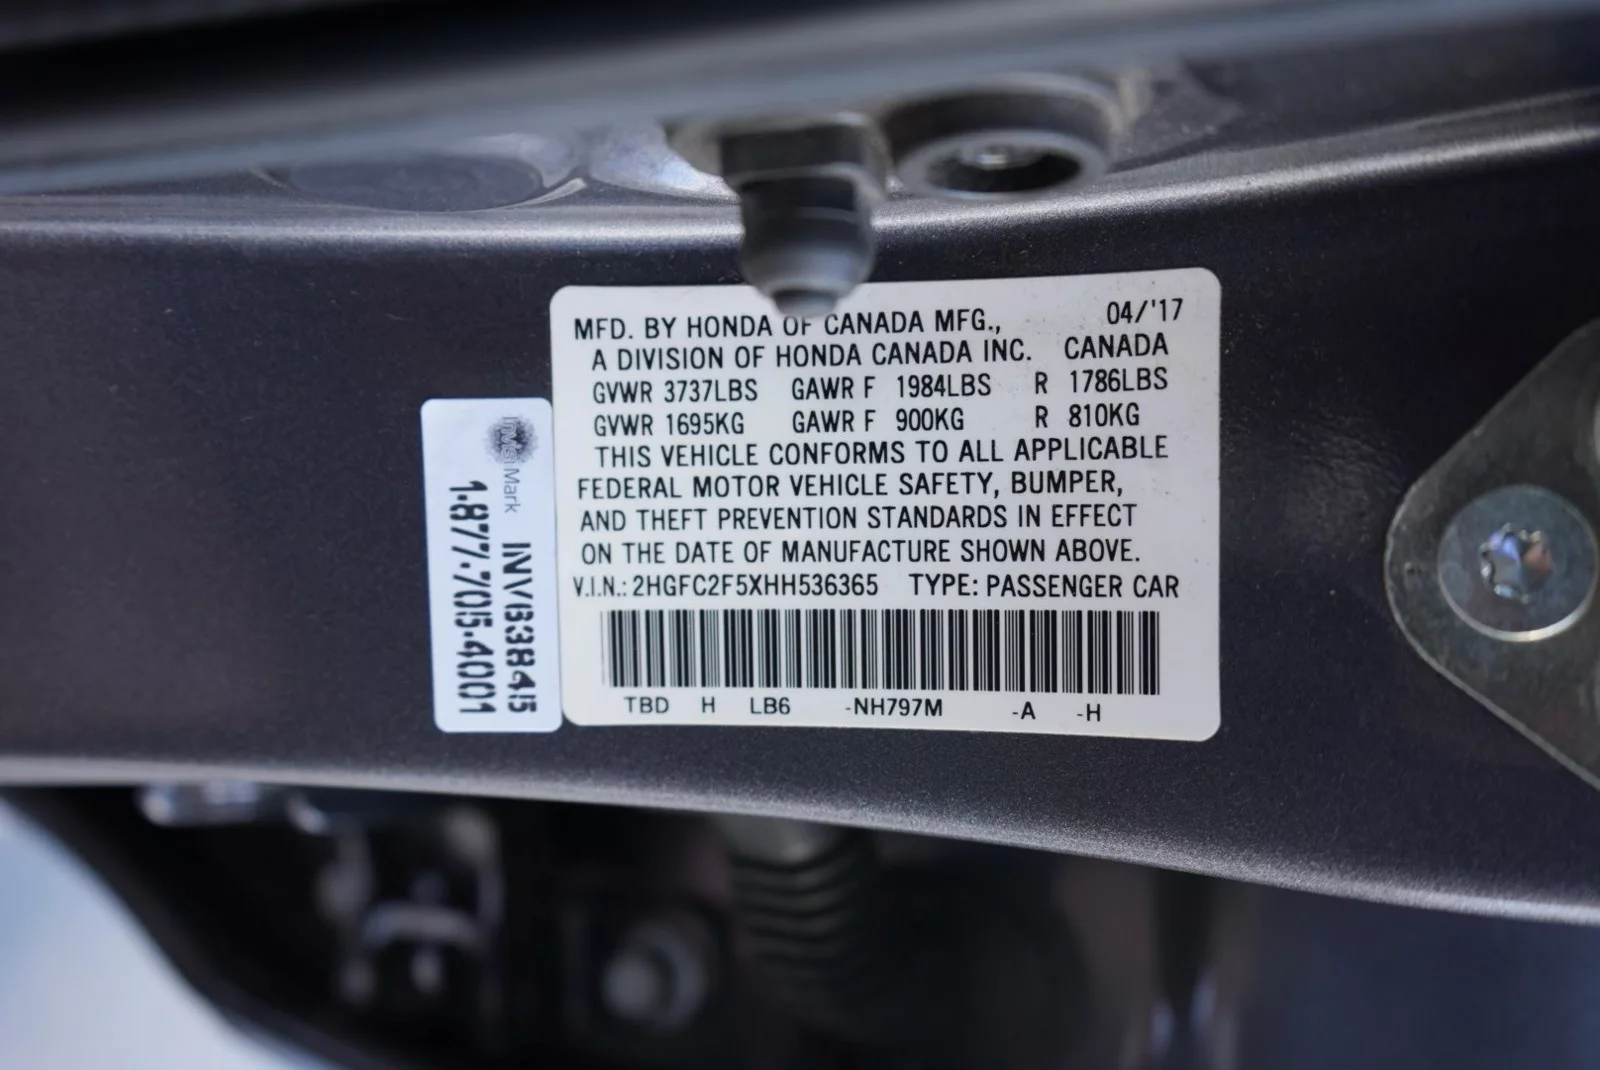 MFD. BY HONDA OF CANADA MFG., 04/'17
A DIVISION OF HONDA CANADA INC. CANADA
GVWR 3737LBS GAWR F 1984LBS R 1786LBS
GVWR 1695KG GAWR F 900KG R 810KG
THIS VEHICLE CONFORMS TO ALL APPLICABLE
FEDERAL MOTOR VEHICLE SAFETY, BUMPER,
AND THEFT PREVENTION STANDARDS IN EFFECT
ON THE DATE OF MANUFACTURE SHOWN ABOVE.
V.I.N.: 2HGFC2F5XHH536365 TYPE: PASSENGER CAR
TBD H LB6 -NH797M -A -H
Mark
INV63845
1.877.705.4001